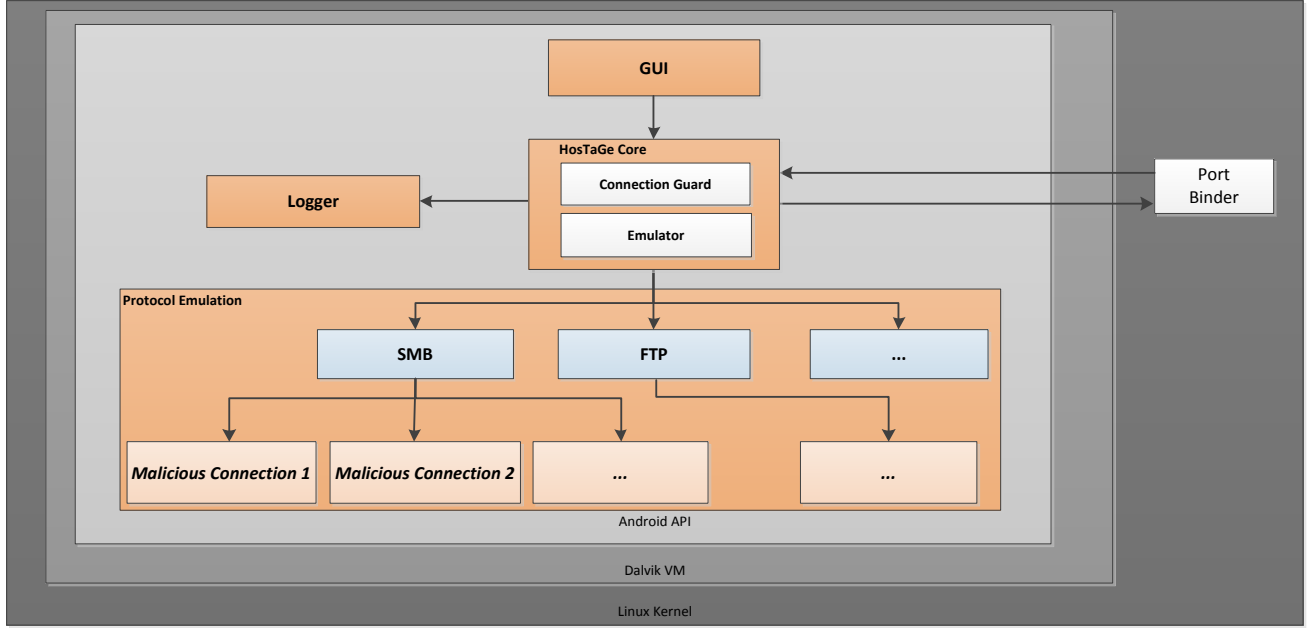 GUI
HosTaGe Core
Connection Guard
Emulator
Logger
Port
Binder
Protocol Emulation
SMB
FTP
...
Malicious Connection 1
Malicious Connection 2
...
...
Android API
Dalvik VM
Linux Kernel